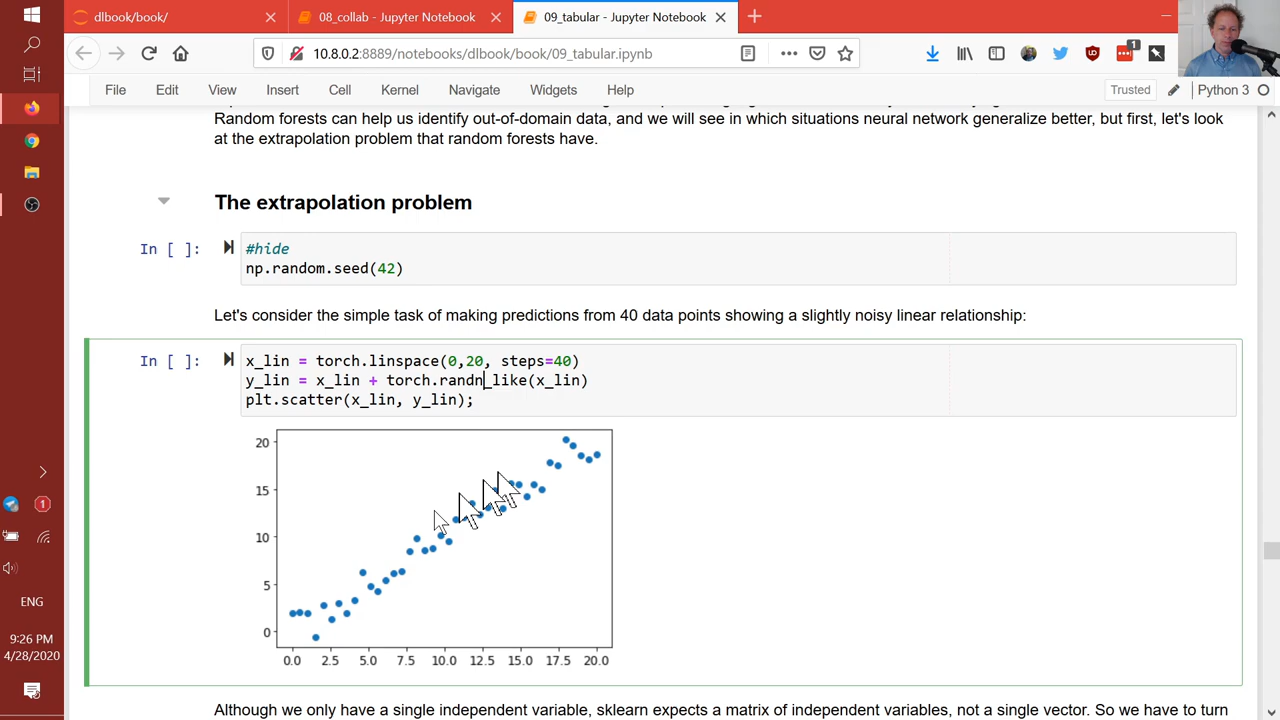 dlbook/book/
08_collab - Jupyter Notebook
09_tabular - Jupyter Notebook
10.8.0.2:8889/notebooks/dlbook/book/09_tabular.ipynb
1
File Edit View Insert Cell Kernel Navigate Widgets Help
Trusted
Python 3
Random forests can help us identify out-of-domain data, and we will see in which situations neural network generalize better, but first, let's look
at the extrapolation problem that random forests have.
The extrapolation problem
In [ ]:
#hide
np.random.seed(42)
Let's consider the simple task of making predictions from 40 data points showing a slightly noisy linear relationship:
In [ ]:
x_lin = torch.linspace(0,20, steps=40)
y_lin = x_lin + torch.randn_like(x_lin)
plt.scatter(x_lin, y_lin);
20
15
10
5
0
0.0 2.5 5.0 7.5 10.0 12.5 15.0 17.5 20.0
Although we only have a single independent variable, sklearn expects a matrix of independent variables, not a single vector. So we have to turn
1
ENG
9:26 PM
4/28/2020